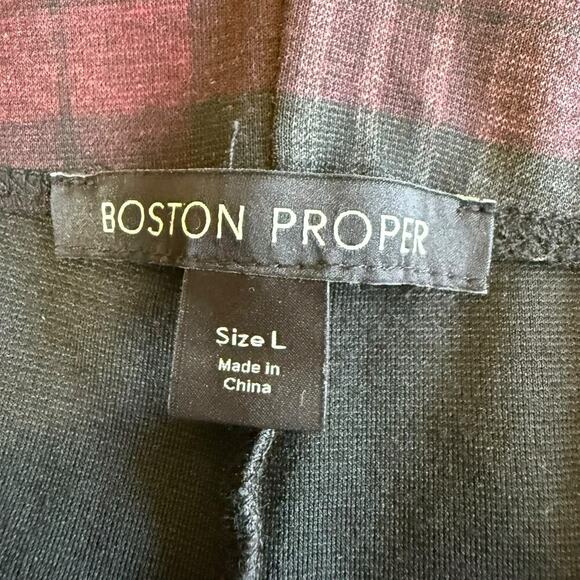 BOSTON PROPER
Size L
Made in
China